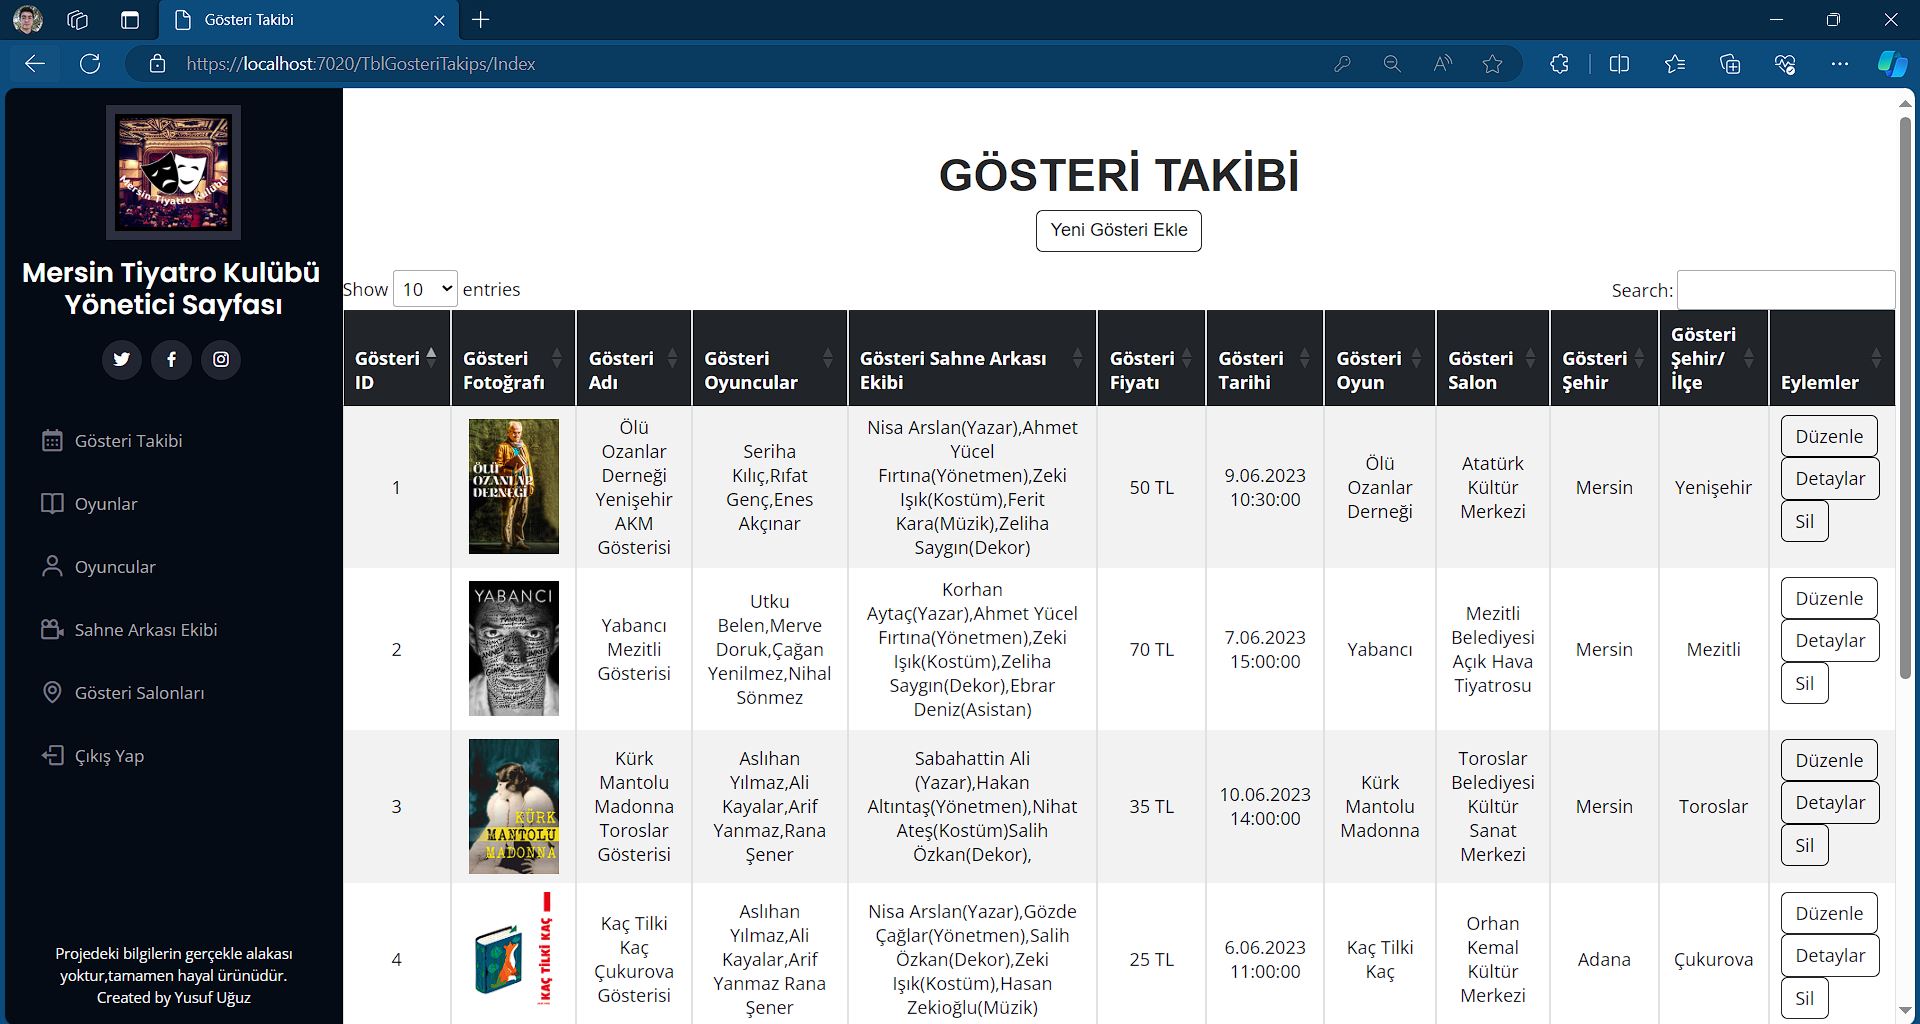 Gösteri Takibi
https://localhost:7020/TblGosteriTakips/Index
Mersin Tiyatro Kulübü
Mersin Tiyatro Kulübü
Yönetici Sayfası
Gösteri Takibi
Oyunlar
Oyuncular
Sahne Arkası Ekibi
Gösteri Salonları
Çıkış Yap
Projedeki bilgilerin gerçekle alakası
yoktur,tamamen hayal ürünüdür.
Created by Yusuf Uğuz
GÖSTERİ TAKİBİ
Yeni Gösteri Ekle
Show 10 entries
Search:
Gösteri
ID
Gösteri
Fotoğrafı
Gösteri
Adı
Gösteri
Oyuncular
Gösteri Sahne Arkası
Ekibi
Gösteri
Fiyatı
Gösteri
Tarihi
Gösteri
Oyun
Gösteri
Salon
Gösteri
Şehir
Gösteri
Şehir/
İlçe
Eylemler
1
ÖLÜ
OZANLAR
DERNEĞİ
Ölü
Ozanlar
Derneği
Yenişehir
AKM
Gösterisi
Seriha
Kılıç,Rıfat
Genç,Enes
Akçınar
Nisa Arslan(Yazar),Ahmet
Yücel
Fırtına(Yönetmen),Zeki
Işık(Kostüm),Ferit
Kara(Müzik),Zeliha
Saygın(Dekor)
50 TL
9.06.2023
10:30:00
Ölü
Ozanlar
Derneği
Atatürk
Kültür
Merkezi
Mersin
Yenişehir
Düzenle
Detaylar
Sil
2
YABANCI
Yabancı
Mezitli
Gösterisi
Utku
Belen,Merve
Doruk,Çağan
Yenilmez,Nihal
Sönmez
Korhan
Aytaç(Yazar),Ahmet Yücel
Fırtına(Yönetmen),Zeki
Işık(Kostüm),Zeliha
Saygın(Dekor),Ebrar
Deniz(Asistan)
70 TL
7.06.2023
15:00:00
Yabancı
Mezitli
Belediyesi
Açık Hava
Tiyatrosu
Mersin
Mezitli
Düzenle
Detaylar
Sil
3
KÜRK
MANTOLU
MADONNA
Kürk
Mantolu
Madonna
Toroslar
Gösterisi
Aslıhan
Yılmaz,Ali
Kayalar,Arif
Yanmaz,Rana
Şener
Sabahattin Ali
(Yazar),Hakan
Altıntaş(Yönetmen),Nihat
Ateş(Kostüm)Salih
Özkan(Dekor),
35 TL
10.06.2023
14:00:00
Kürk
Mantolu
Madonna
Toroslar
Belediyesi
Kültür
Sanat
Merkezi
Mersin
Toroslar
Düzenle
Detaylar
Sil
4
KAÇ TİLKİ KAÇ
Kaç Tilki
Kaç
Çukurova
Gösterisi
Aslıhan
Yılmaz,Ali
Kayalar,Arif
Yanmaz Rana
Şener
Nisa Arslan(Yazar),Gözde
Çağlar(Yönetmen),Salih
Özkan(Dekor),Zeki
Işık(Kostüm),Hasan
Zekioğlu(Müzik)
25 TL
6.06.2023
11:00:00
Kaç Tilki
Kaç
Orhan
Kemal
Kültür
Merkezi
Adana
Çukurova
Düzenle
Detaylar
Sil